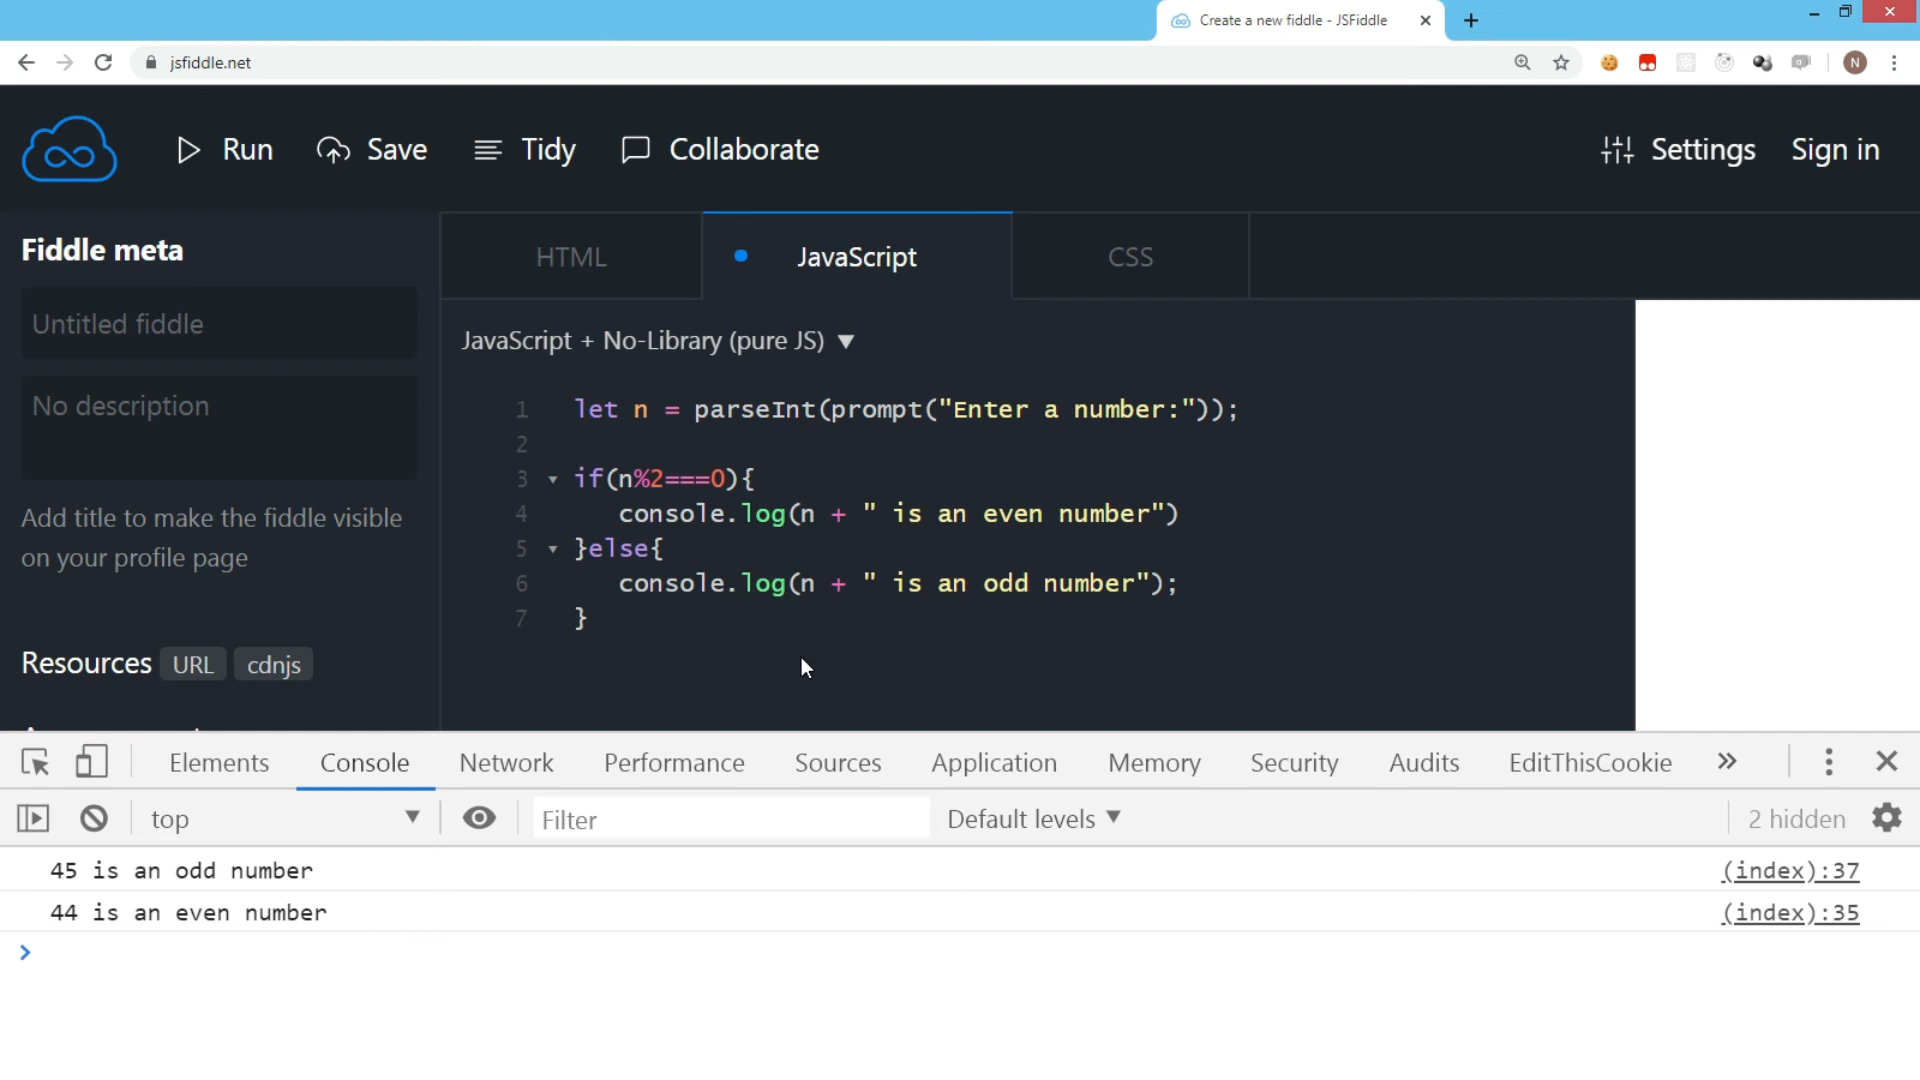 Create a new fiddle - JSFiddle
jsfiddle.net
N
Run Save Tidy Collaborate Settings Sign in
Fiddle meta
Untitled fiddle
No description
Add title to make the fiddle visible
on your profile page
Resources URL cdnjs
HTML JavaScript CSS
JavaScript + No-Library (pure JS) ▼
1 let n = parseInt(prompt("Enter a number:"));
2
3 if(n%2===0){
4 console.log(n + " is an even number")
5 }else{
6 console.log(n + " is an odd number");
7 }
Elements Console Network Performance Sources Application Memory Security Audits EditThisCookie »
top Filter Default levels ▼ 2 hidden
45 is an odd number (index):37
44 is an even number (index):35